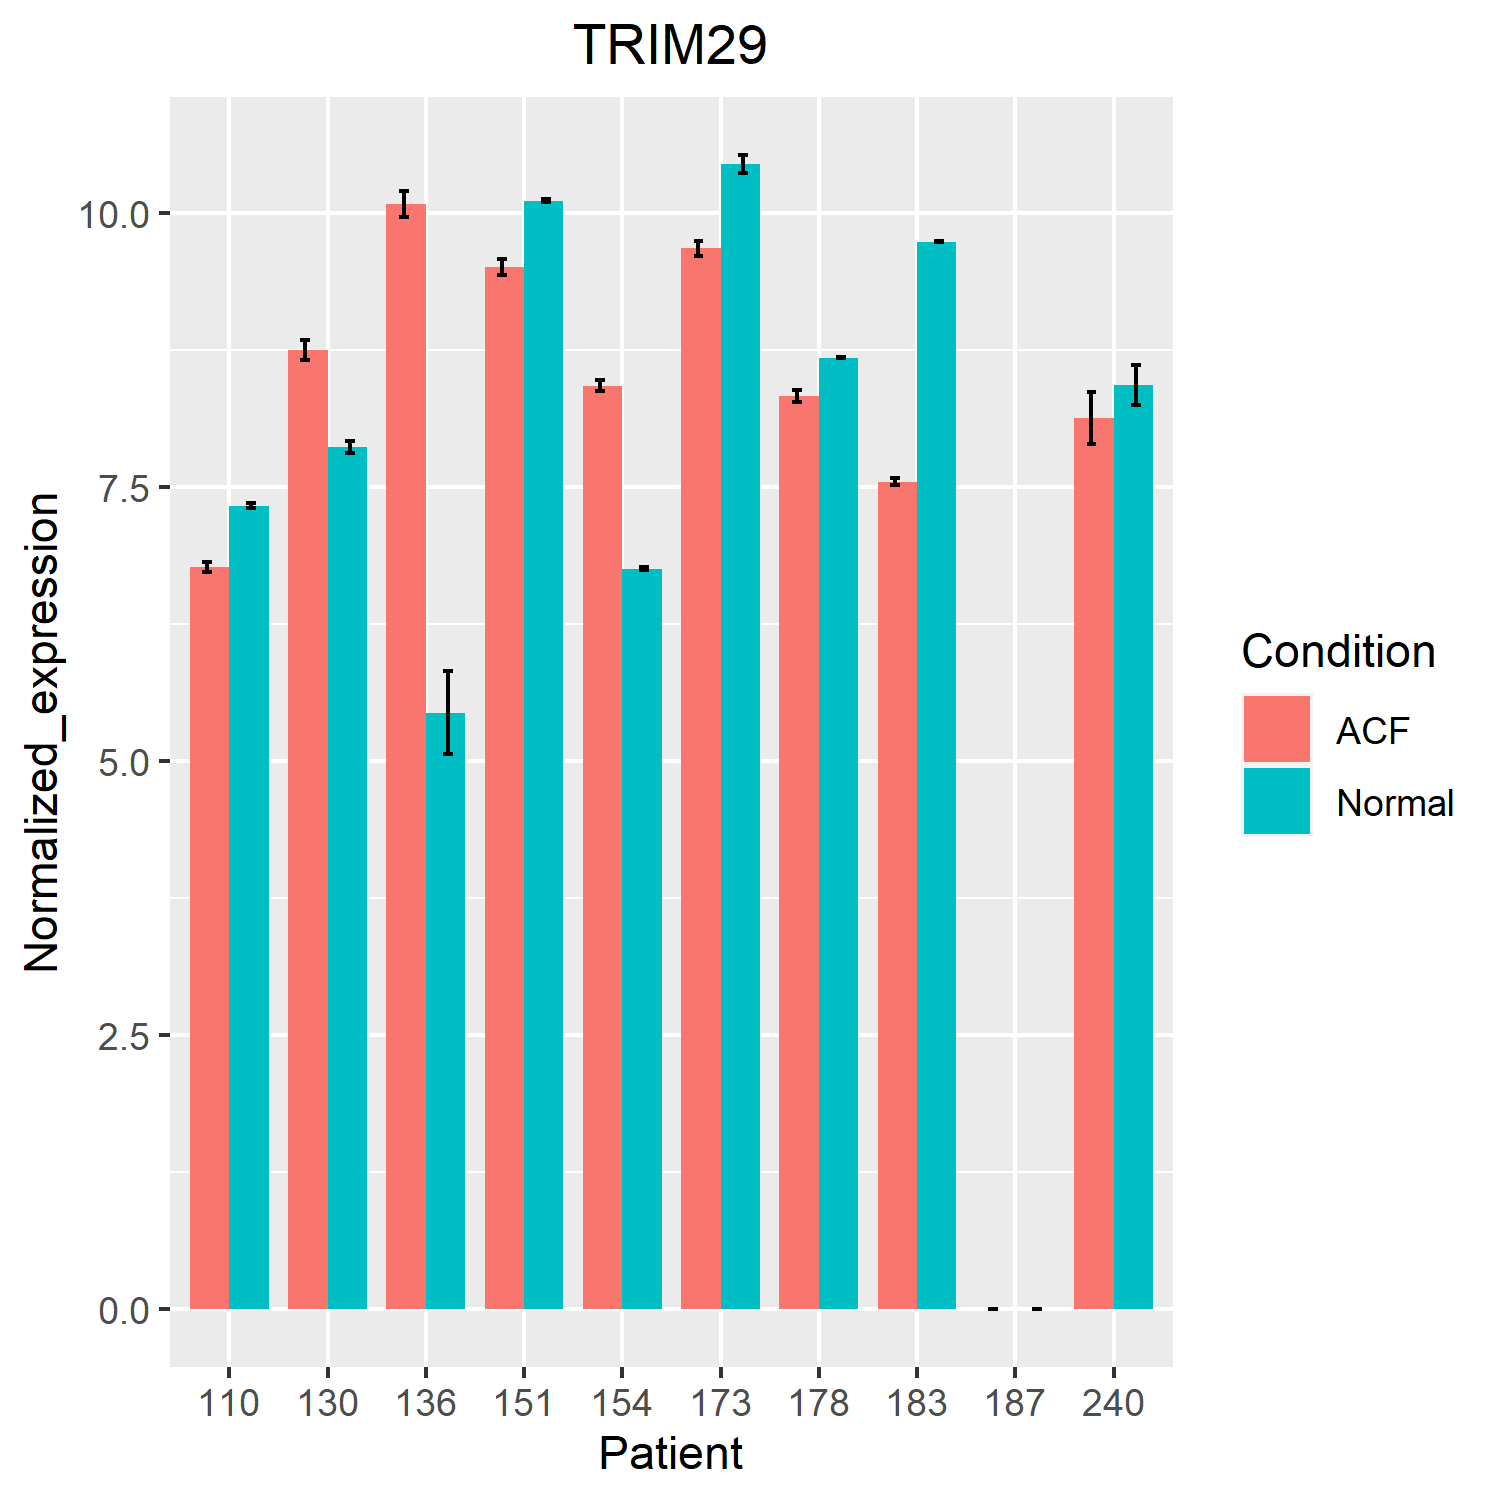 TRIM29
Normalized_expression
10.0
7.5
5.0
2.5
0.0
110 130 136 151 154 173 178 183 187 240
Patient
Condition
ACF
Normal